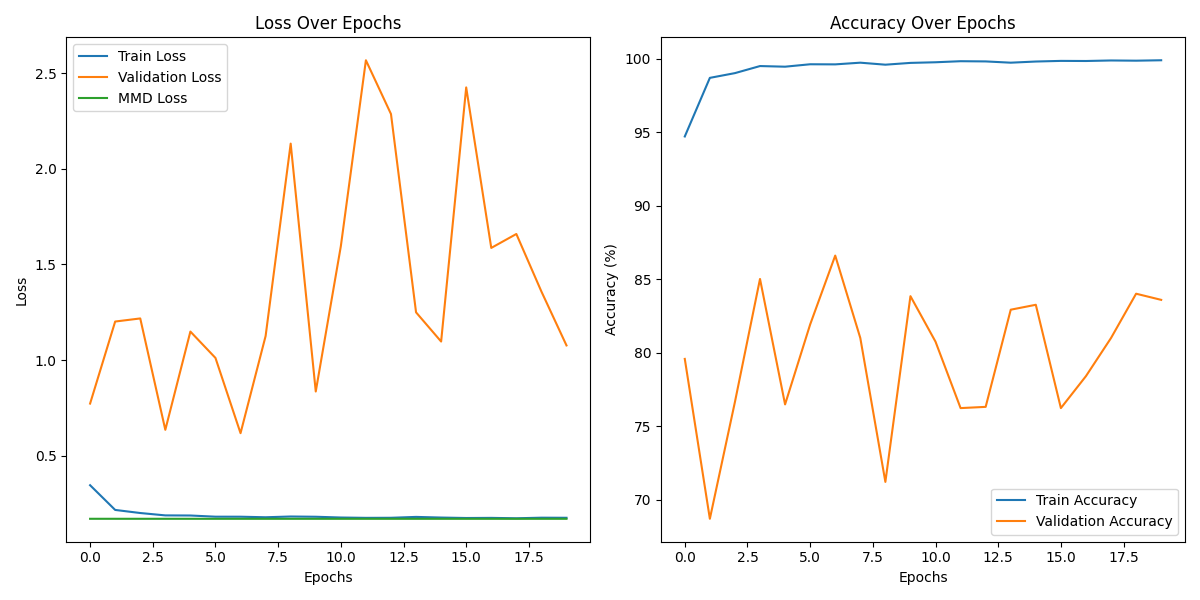 Loss Over Epochs
Train Loss
Validation Loss
MMD Loss
Loss
2.5
2.0
1.5
1.0
0.5
0.0 2.5 5.0 7.5 10.0 12.5 15.0 17.5
Epochs
Accuracy Over Epochs
Accuracy (%)
100
95
90
85
80
75
70
Train Accuracy
Validation Accuracy
0.0 2.5 5.0 7.5 10.0 12.5 15.0 17.5
Epochs